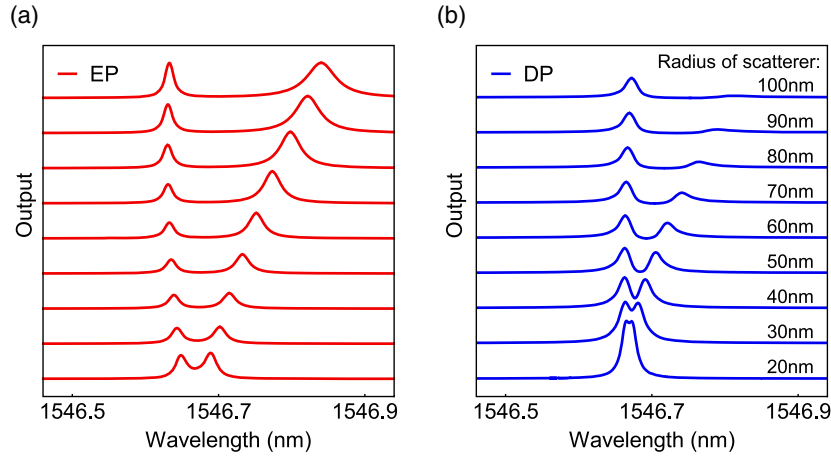 (a)
EP
Output
1546.5 1546.7 1546.9
Wavelength (nm)
(b)
DP
Radius of scatterer:
100nm
90nm
80nm
70nm
60nm
50nm
40nm
30nm
20nm
Output
1546.5 1546.7 1546.9
Wavelength (nm)